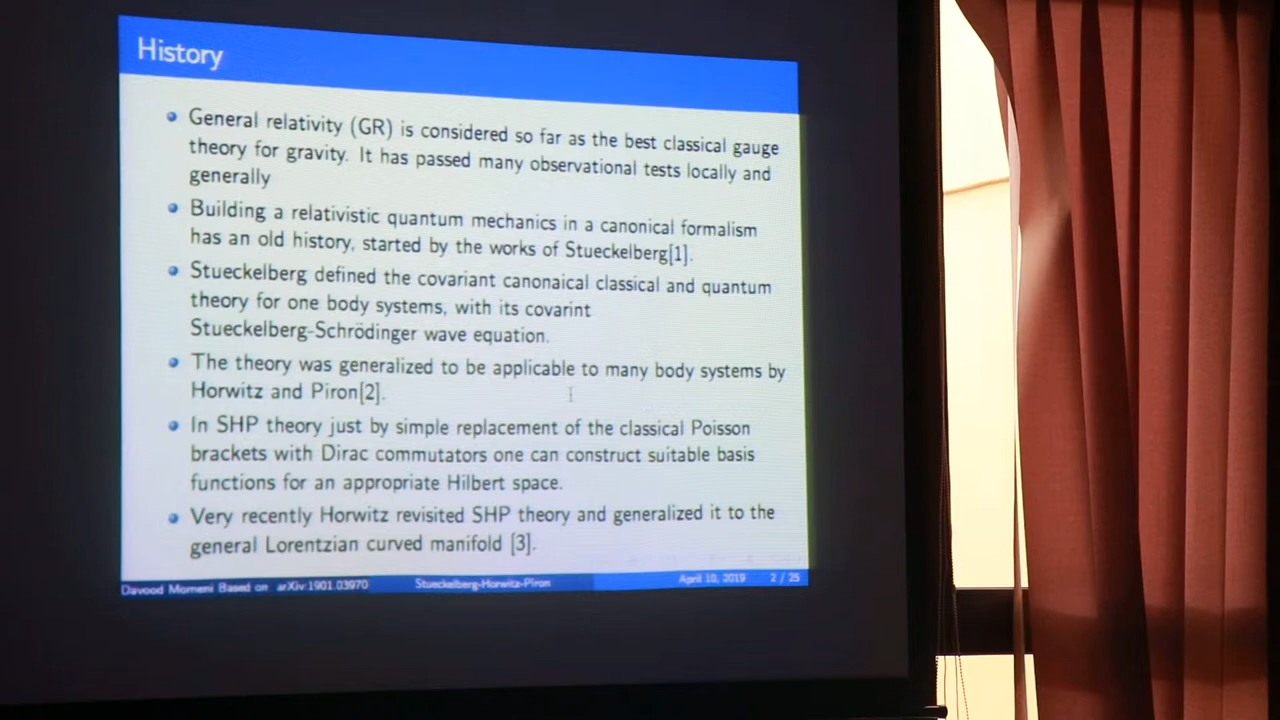 History
General relativity (GR) is considered so far as the best classical gauge
theory for gravity. It has passed many observational tests locally and
generally
Building a relativistic quantum mechanics in a canonical formalism
has an old history, started by the works of Stueckelberg[1].
Stueckelberg defined the covariant canonaical classical and quantum
theory for one body systems, with its covarint
Stueckelberg-Schrödinger wave equation.
The theory was generalized to be applicable to many body systems by
Horwitz and Piron[2].
In SHP theory just by simple replacement of the classical Poisson
brackets with Dirac commutators one can construct suitable basis
functions for an appropriate Hilbert space.
Very recently Horwitz revisited SHP theory and generalized it to the
general Lorentzian curved manifold [3].
Davood Momeni Based on arXiv:1901.03970 Stueckelberg-Horwitz-Piron April 10, 2019 2 / 25